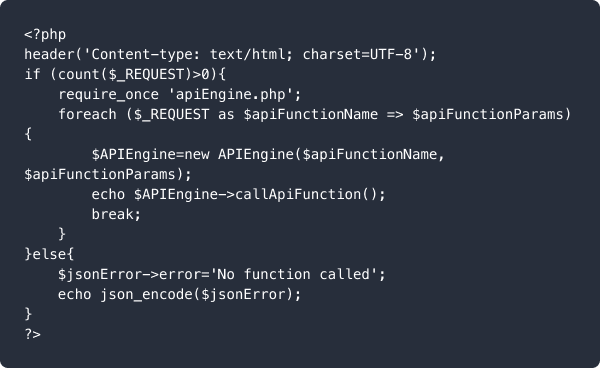 <?php
header('Content-type: text/html; charset=UTF-8');
if (count($_REQUEST)>0){
    require_once 'apiEngine.php';
    foreach ($_REQUEST as $apiFunctionName => $apiFunctionParams)
{
        $APIEngine=new APIEngine($apiFunctionName,
$apiFunctionParams);
        echo $APIEngine->callApiFunction();
        break;
    }
}else{
    $jsonError->error='No function called';
    echo json_encode($jsonError);
}
?>